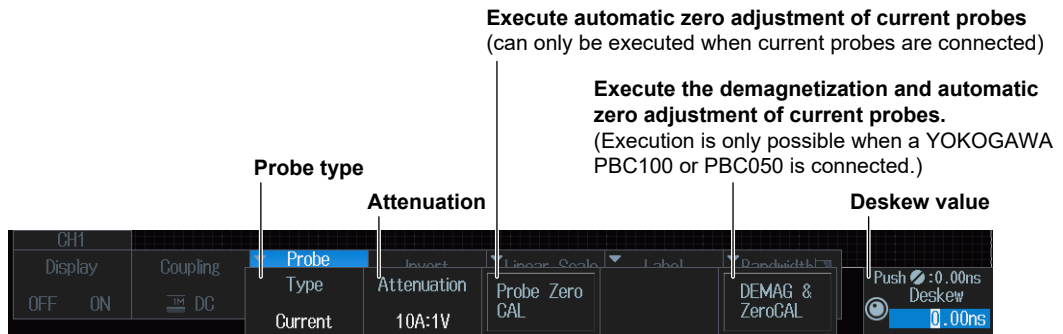 Execute automatic zero adjustment of current probes
(can only be executed when current probes are connected)
Execute the demagnetization and automatic
zero adjustment of current probes.
(Execution is only possible when a YOKOGAWA
PBC100 or PBC050 is connected.)
Probe type
Attenuation
Deskew value
CH1
Display
OFF ON
Coupling
1M DC
Probe
Type
Current
Invert
Attenuation
10A:1V
Linear Scale
Probe Zero
CAL
Label
Bandwidth
DEMAG &
ZeroCAL
Push :0.00ns
Deskew
0.00ns